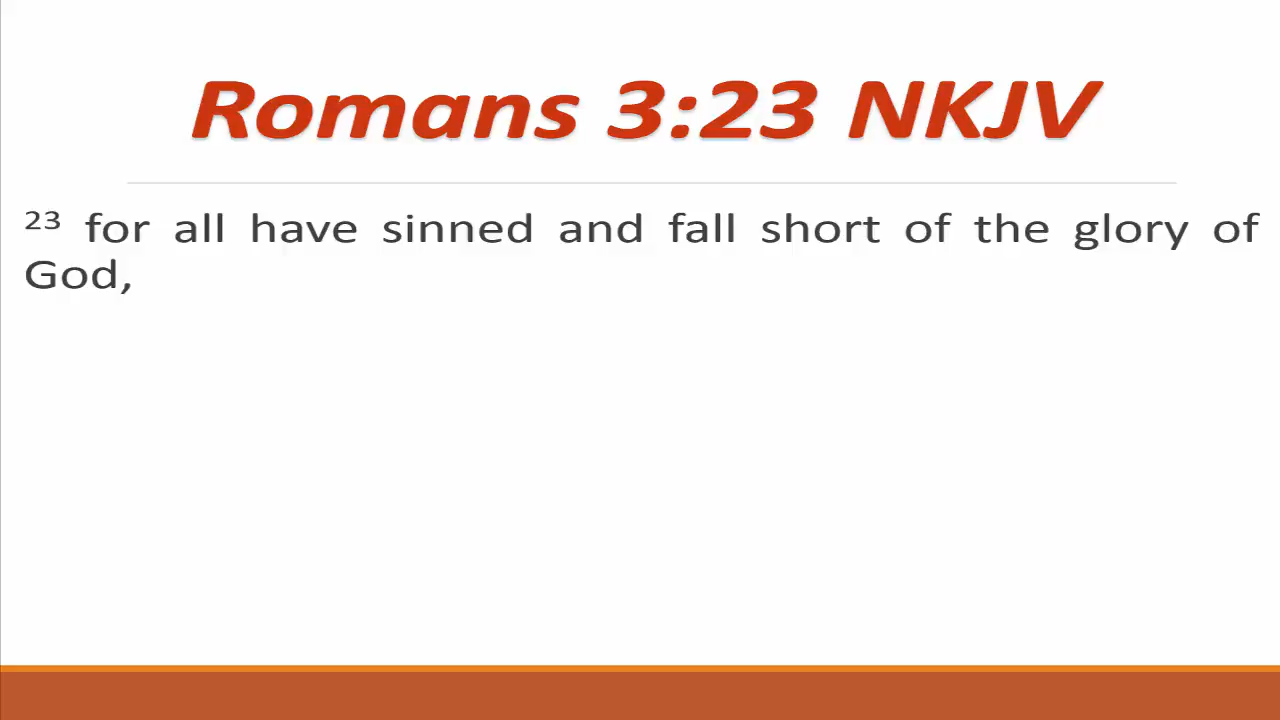 Romans 3:23 NKJV
23 for all have sinned and fall short of the glory of
God,